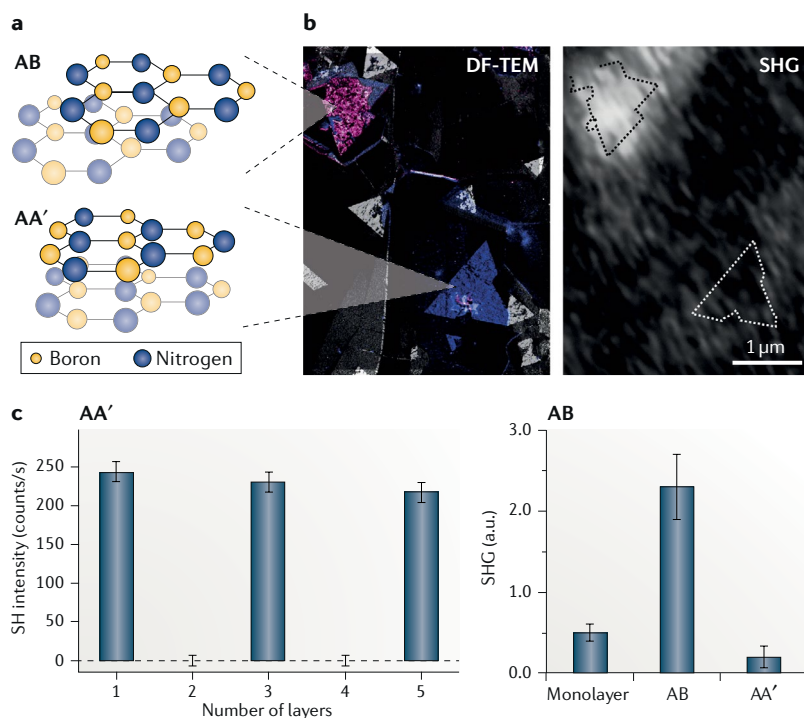 a
AB
AA′
Boron
Nitrogen
b
DF-TEM
SHG
1 μm
c
AA′
SH intensity (counts/s)
250
200
150
100
50
0
1 2 3 4 5
Number of layers
AB
SHG (a.u.)
3.0
2.0
1.0
0.0
Monolayer AB AA′